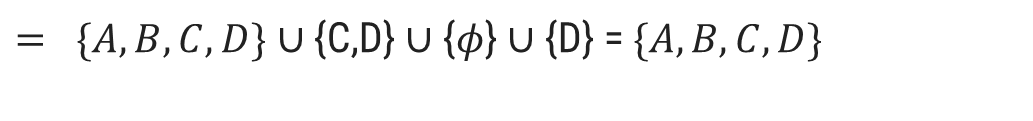 = {A, B, C, D} ∪ {C,D} ∪ {ϕ} ∪ {D} = {A, B, C, D}